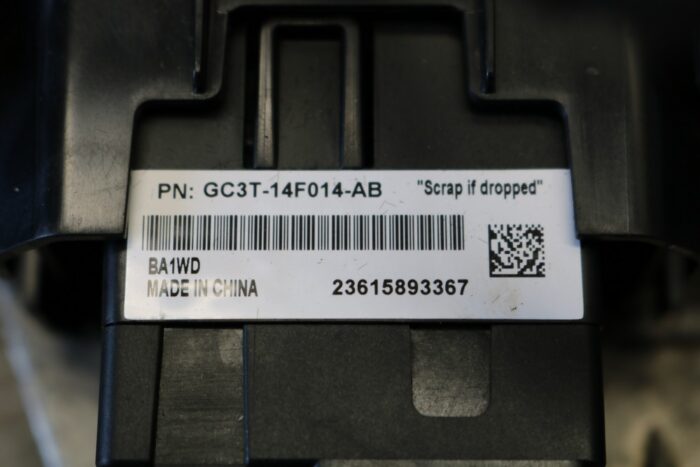 PN: GC3T-14F014-AB "Scrap if dropped"
BA1WD
MADE IN CHINA 23615893367